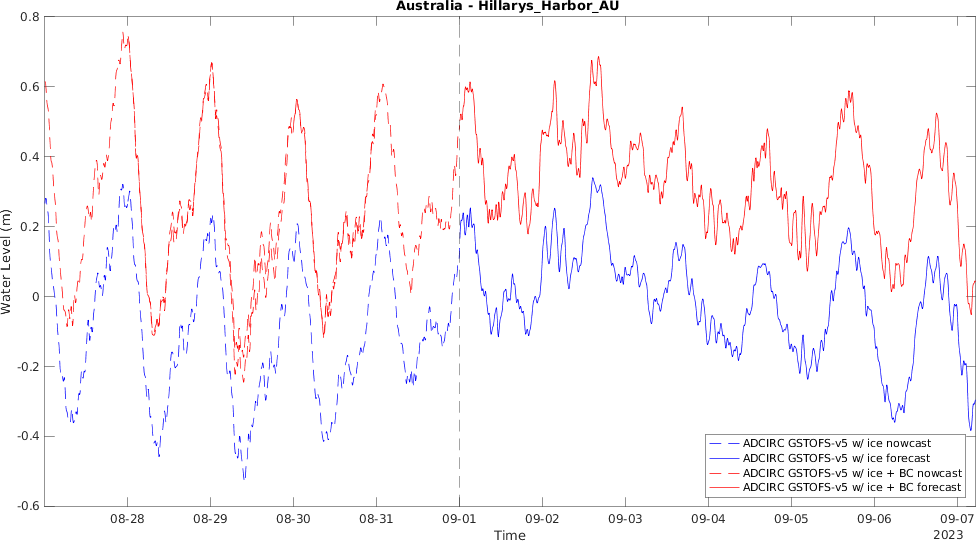 Australia - Hillarys_Harbor_AU
0.8
0.6
0.4
0.2
0
-0.2
-0.4
-0.6
Water Level (m)
ADCIRC GSTOFS-v5 w/ ice nowcast
ADCIRC GSTOFS-v5 w/ ice forecast
ADCIRC GSTOFS-v5 w/ ice + BC nowcast
ADCIRC GSTOFS-v5 w/ ice + BC forecast
08-28 08-29 08-30 08-31 09-01 09-02 09-03 09-04 09-05 09-06 09-07
Time 2023